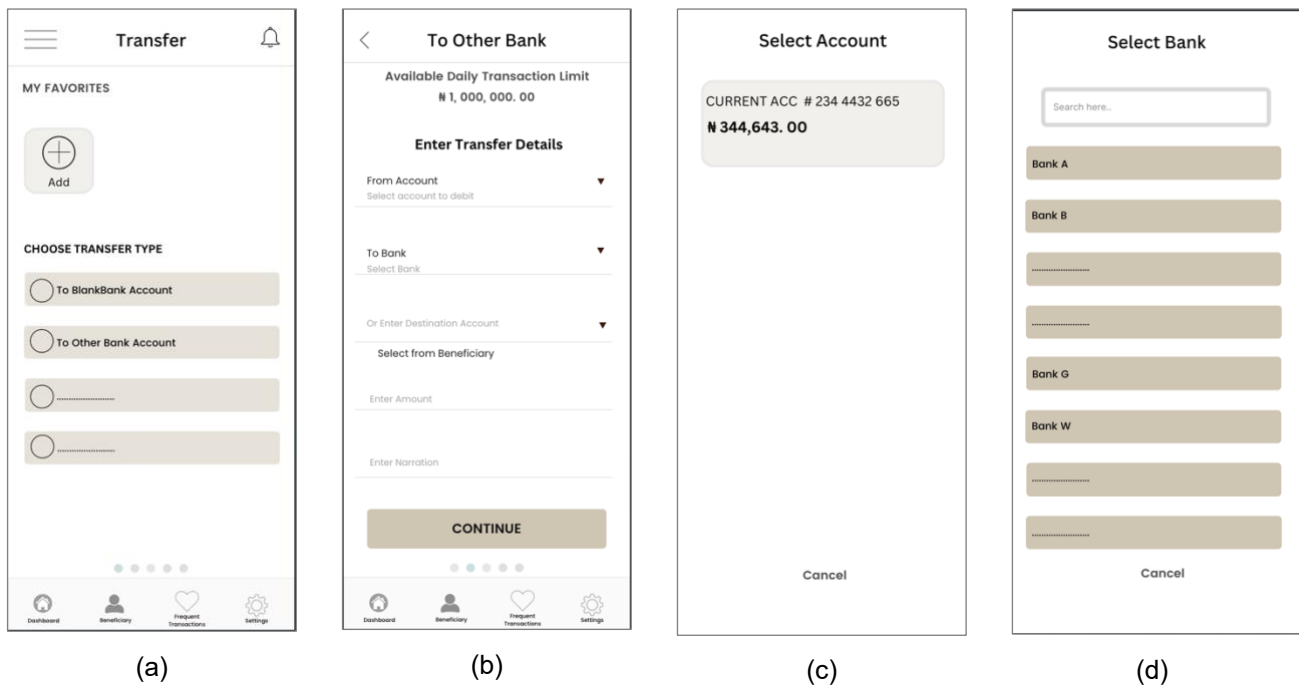 Transfer
MY FAVORITES
Add
CHOOSE TRANSFER TYPE
To BlankBank Account
To Other Bank Account
........................
........................
Dashboard
Beneficiary
Frequent
Transactions
Settings
(a)
To Other Bank
Available Daily Transaction Limit
₦ 1, 000, 000. 00
Enter Transfer Details
From Account
Select account to debit
To Bank
Select Bank
Or Enter Destination Account
Select from Beneficiary
Enter Amount
Enter Narration
CONTINUE
Dashboard
Beneficiary
Frequent
Transactions
Settings
(b)
Select Account
CURRENT ACC # 234 4432 665
₦ 344,643. 00
Cancel
(c)
Select Bank
Search here...
Bank A
Bank B
........................
........................
Bank G
Bank W
........................
........................
Cancel
(d)